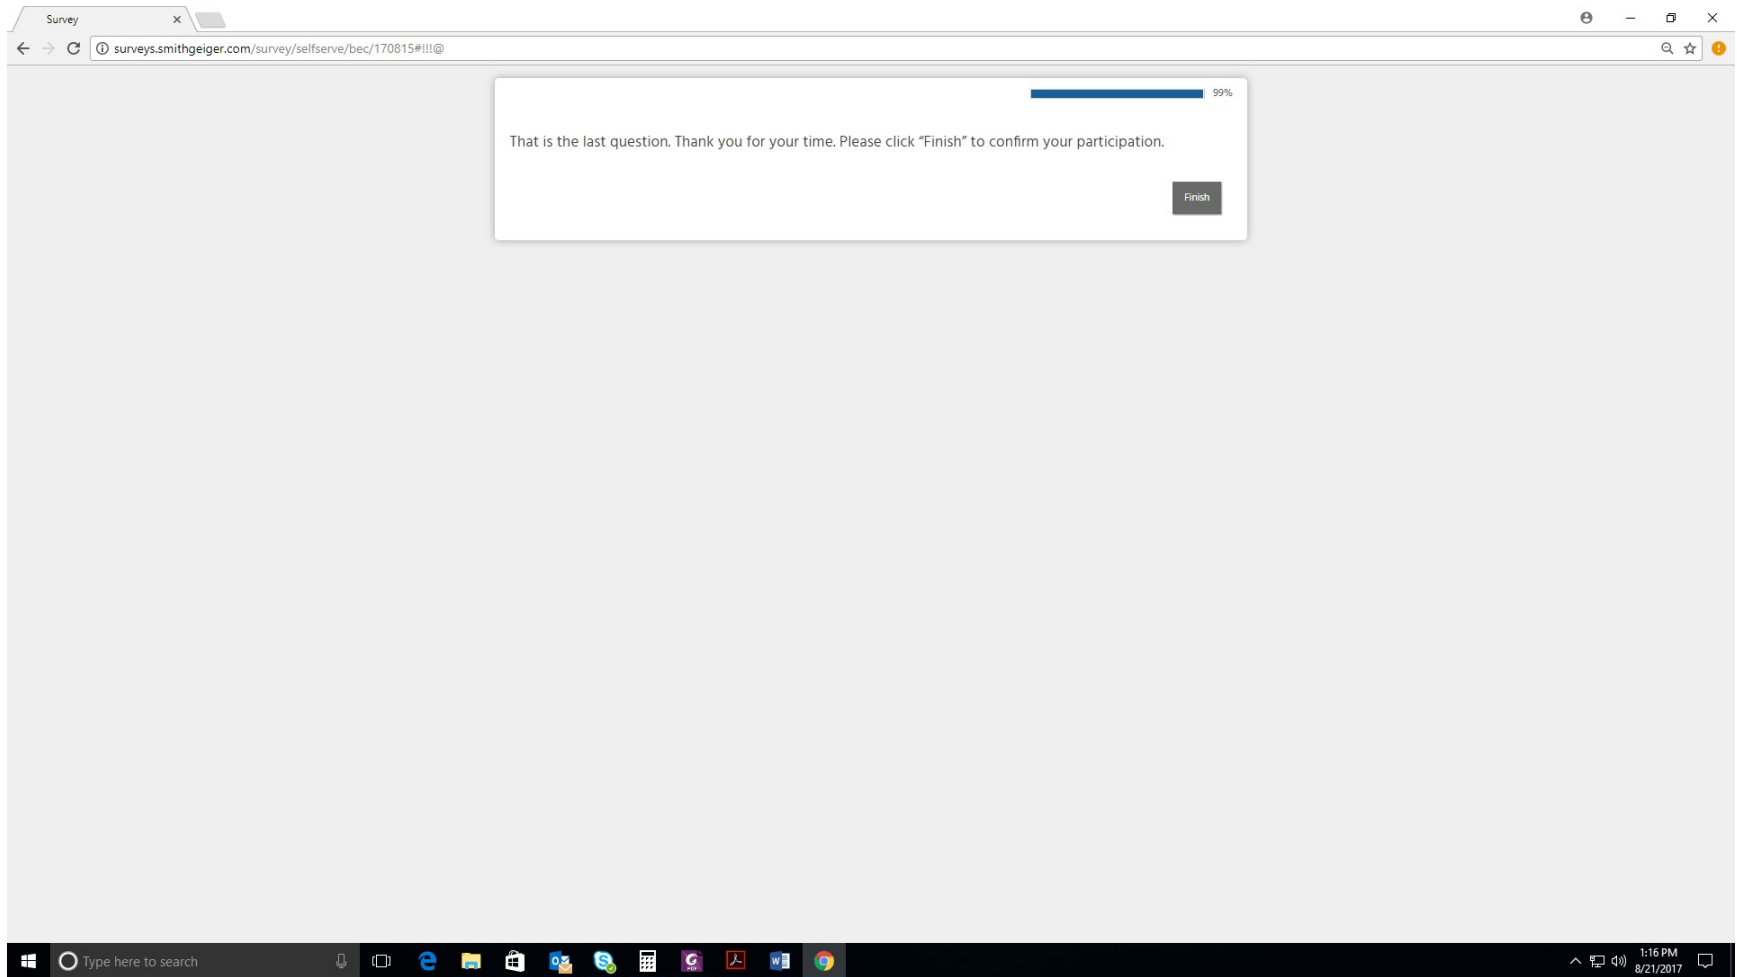 Survey
surveys.smithgeiger.com/survey/selfserve/bec/170815#!!!@
99%
That is the last question. Thank you for your time. Please click “Finish” to confirm your participation.
Finish
Type here to search
1:16 PM
8/21/2017